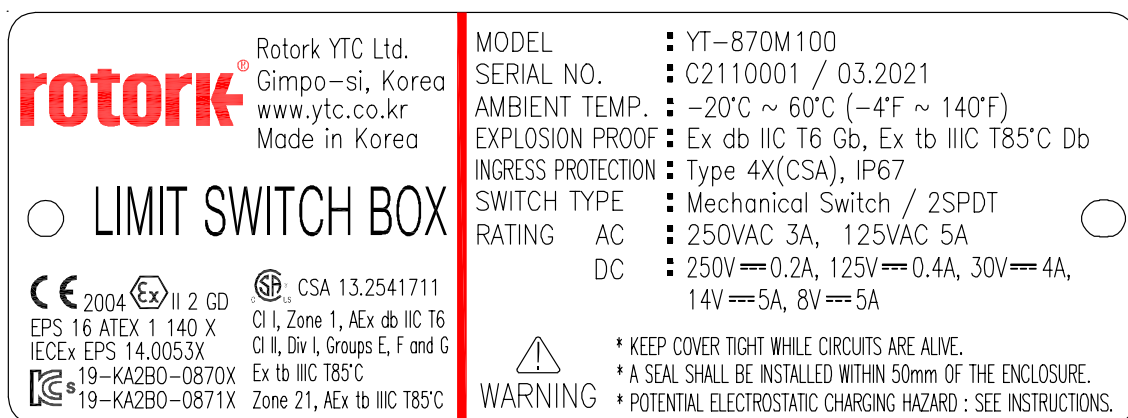 rotork®
Rotork YTC Ltd.
Gimpo-si, Korea
www.ytc.co.kr
Made in Korea
LIMIT SWITCH BOX
CE 2004 Ex II 2 GD
EPS 16 ATEX 1 140 X
IECEx EPS 14.0053X
KCs 19-KA2BO-0870X
19-KA2BO-0871X
CSA 13.2541711
Cl I, Zone 1, AEx db IIC T6
Cl II, Div I, Groups E, F and G
Ex tb IIIC T85°C
Zone 21, AEx tb IIIC T85°C
MODEL : YT-870M100
SERIAL NO. : C2110001 / 03.2021
AMBIENT TEMP. : -20°C ~ 60°C (-4°F ~ 140°F)
EXPLOSION PROOF : Ex db IIC T6 Gb, Ex tb IIIC T85°C Db
INGRESS PROTECTION : Type 4X(CSA), IP67
SWITCH TYPE : Mechanical Switch / 2SPDT
RATING AC : 250VAC 3A, 125VAC 5A
DC : 250V⎓0.2A, 125V⎓0.4A, 30V⎓4A,
14V⎓5A, 8V⎓5A
WARNING
* KEEP COVER TIGHT WHILE CIRCUITS ARE ALIVE.
* A SEAL SHALL BE INSTALLED WITHIN 50mm OF THE ENCLOSURE.
* POTENTIAL ELECTROSTATIC CHARGING HAZARD : SEE INSTRUCTIONS.